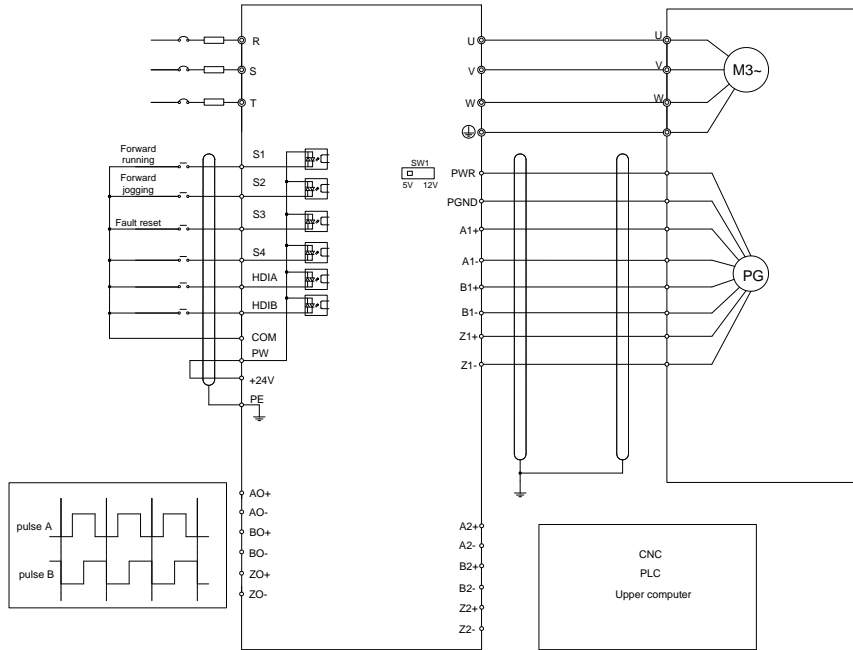 R
S
T
U
V
W
U
V
W
M3~
Forward
running
Forward
jogging
Fault reset
S1
S2
S3
S4
HDIA
HDIB
COM
PW
+24V
PE
SW1
5V 12V
PWR
PGND
A1+
A1-
B1+
B1-
Z1+
Z1-
PG
pulse A
pulse B
AO+
AO-
BO+
BO-
ZO+
ZO-
A2+
A2-
B2+
B2-
Z2+
Z2-
CNC
PLC
Upper computer